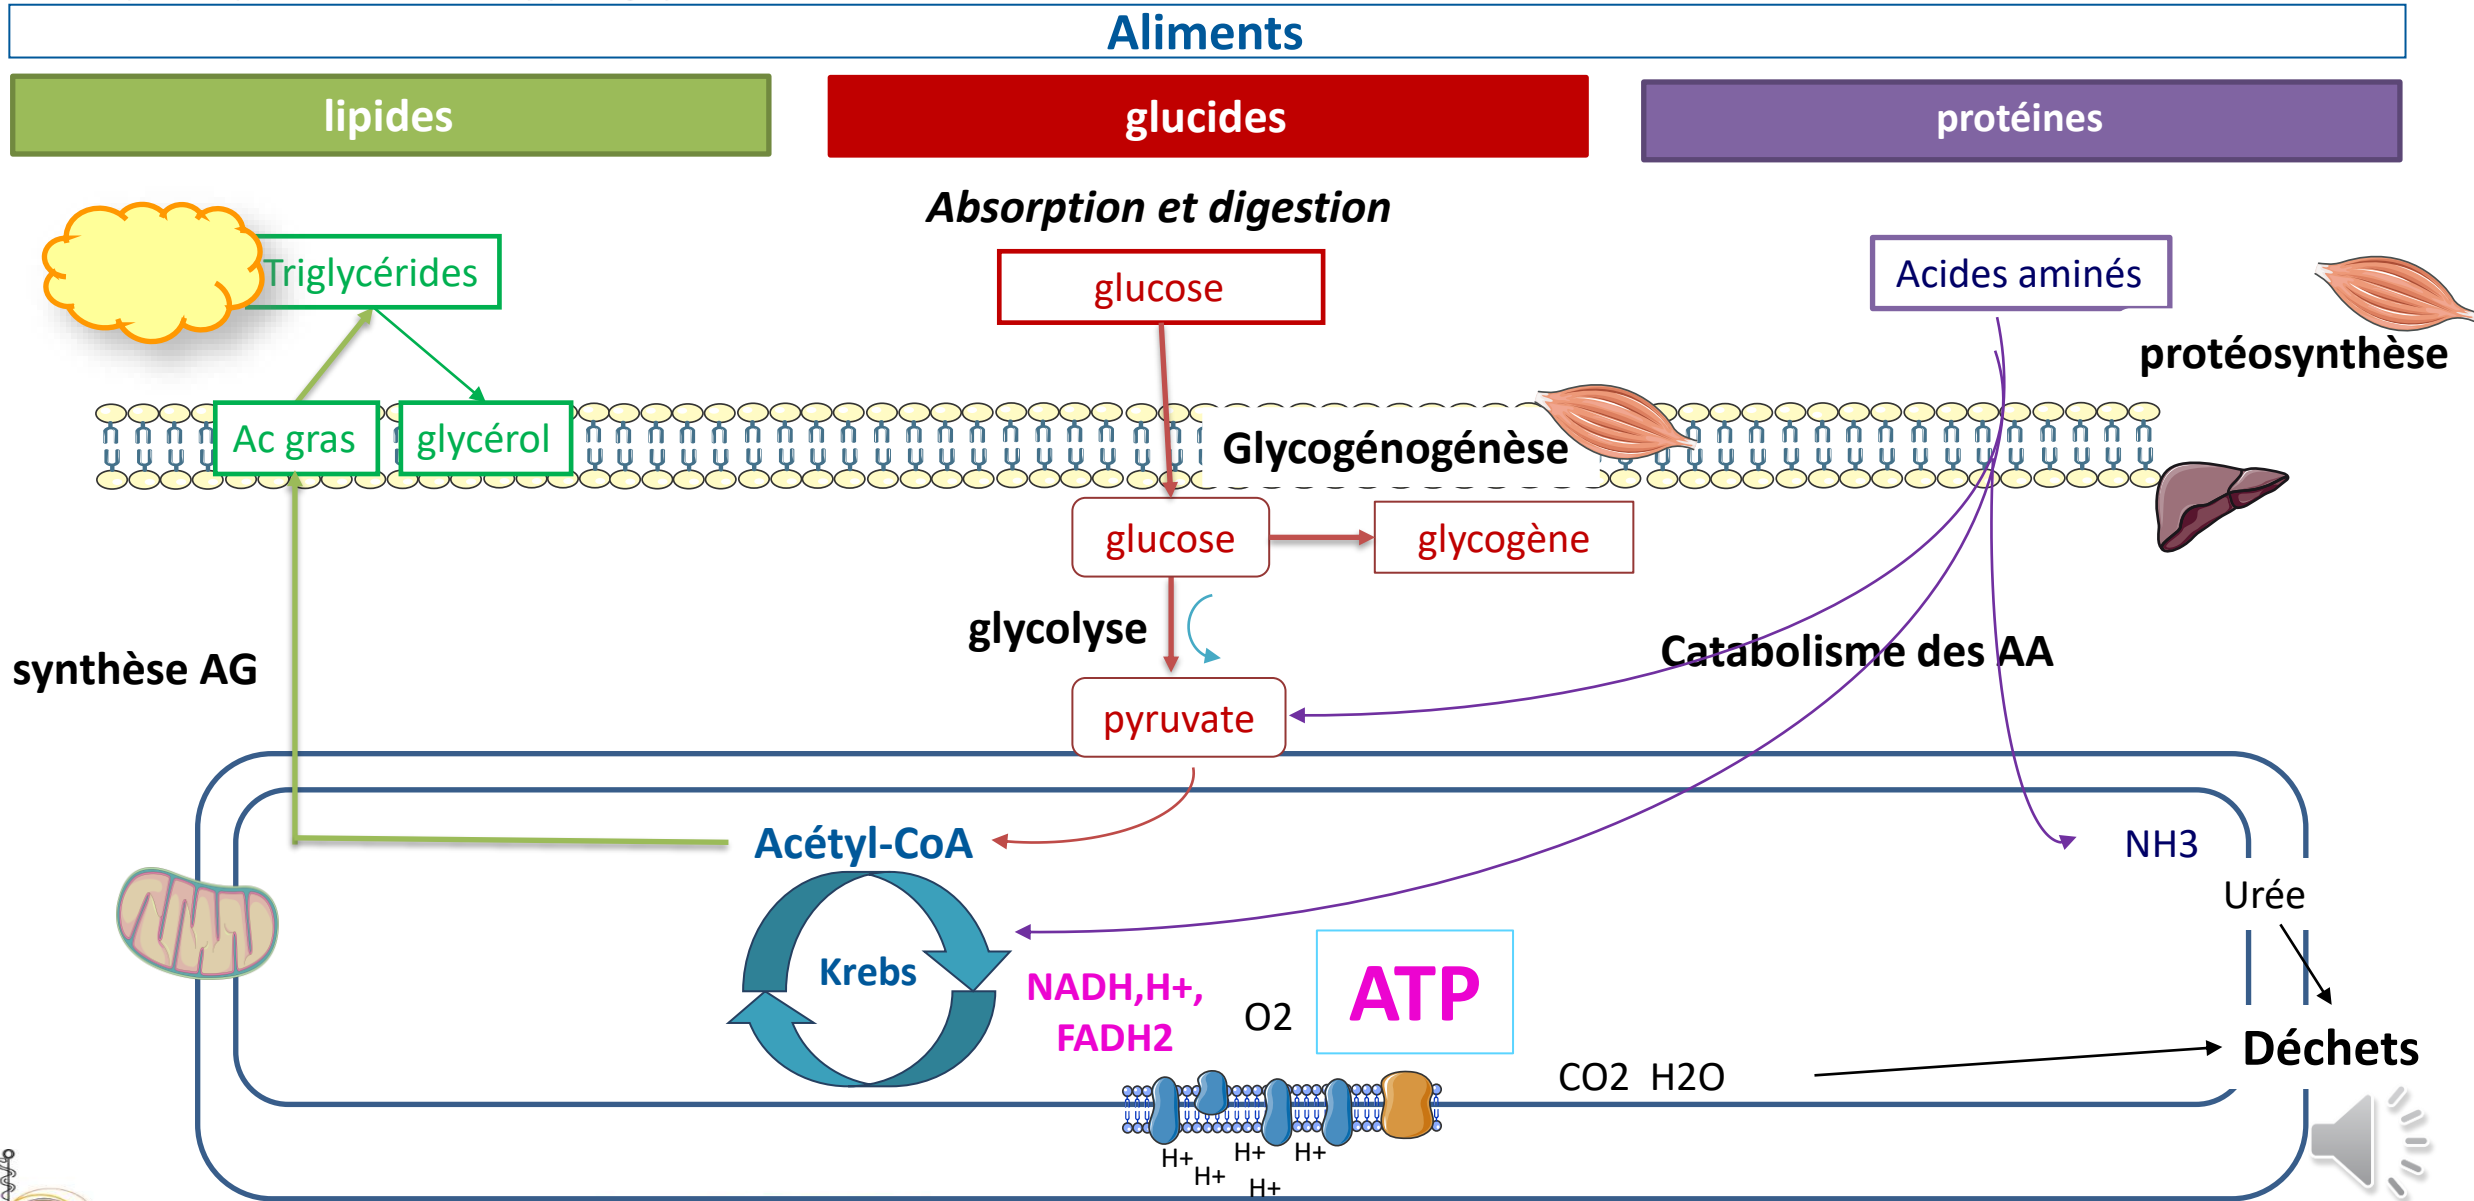 Aliments
lipides
glucides
protéines
Absorption et digestion
Triglycérides
glucose
Acides aminés
protéosynthèse
Ac gras
glycérol
Glycogénogénèse
glucose
glycogène
glycolyse
Catabolisme des AA
synthèse AG
pyruvate
Acétyl-CoA
NH3
Urée
Krebs
NADH,H+,
FADH2
O2
ATP
CO2 H2O
Déchets
H+
H+
H+
H+
H+